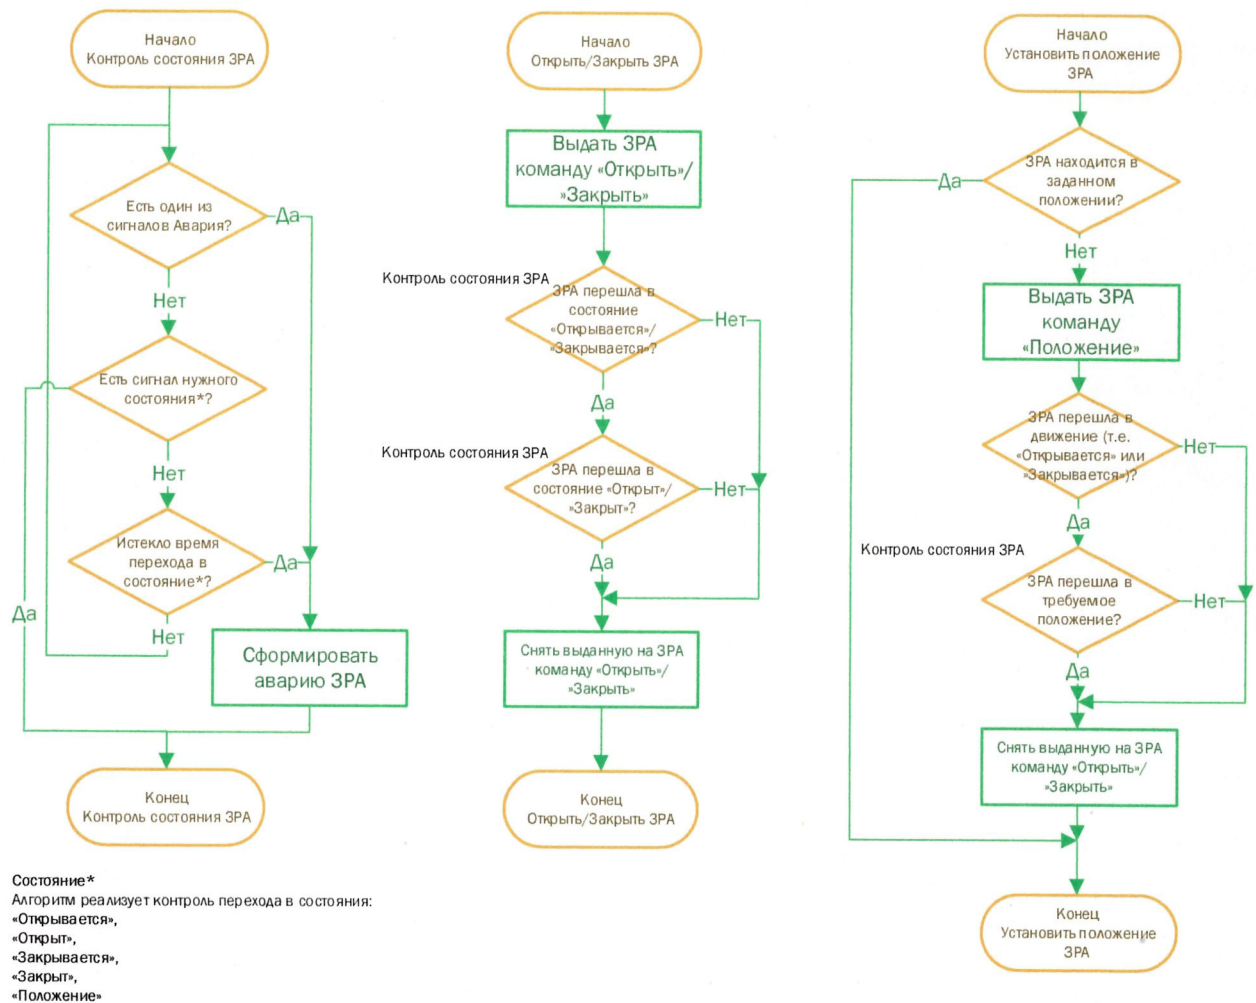 Начало
Контроль состояния ЗРА
Есть один из
сигналов Авария?
Да
Нет
Есть сигнал нужного
состояния*?
Нет
Истекло время
перехода в
состояние*?
Да
Да
Нет
Сформировать
аварию ЗРА
Конец
Контроль состояния ЗРА
Состояние*
Алгоритм реализует контроль перехода в состояния:
«Открывается»,
«Открыт»,
«Закрывается»,
«Закрыт»,
«Положение»
Начало
Открыть/Закрыть ЗРА
Выдать ЗРА
команду «Открыть»/
»Закрыть»
Контроль состояния ЗРА
ЗРА перешла в
состояние
«Открывается»/
»Закрывается»?
Нет
Да
Контроль состояния ЗРА
ЗРА перешла в
состояние «Открыт»/
»Закрыт»?
Нет
Да
Снять выданную на ЗРА
команду «Открыть»/
»Закрыть»
Конец
Открыть/Закрыть ЗРА
Начало
Установить положение
ЗРА
ЗРА находится в
заданном
положении?
Да
Нет
Выдать ЗРА
команду
«Положение»
ЗРА перешла в
движение (т.е.
«Открывается» или
»Закрывается»)?
Нет
Да
Контроль состояния ЗРА
ЗРА перешла в
требуемое
положение?
Нет
Да
Снять выданную на ЗРА
команду «Открыть»/
»Закрыть»
Конец
Установить положение
ЗРА